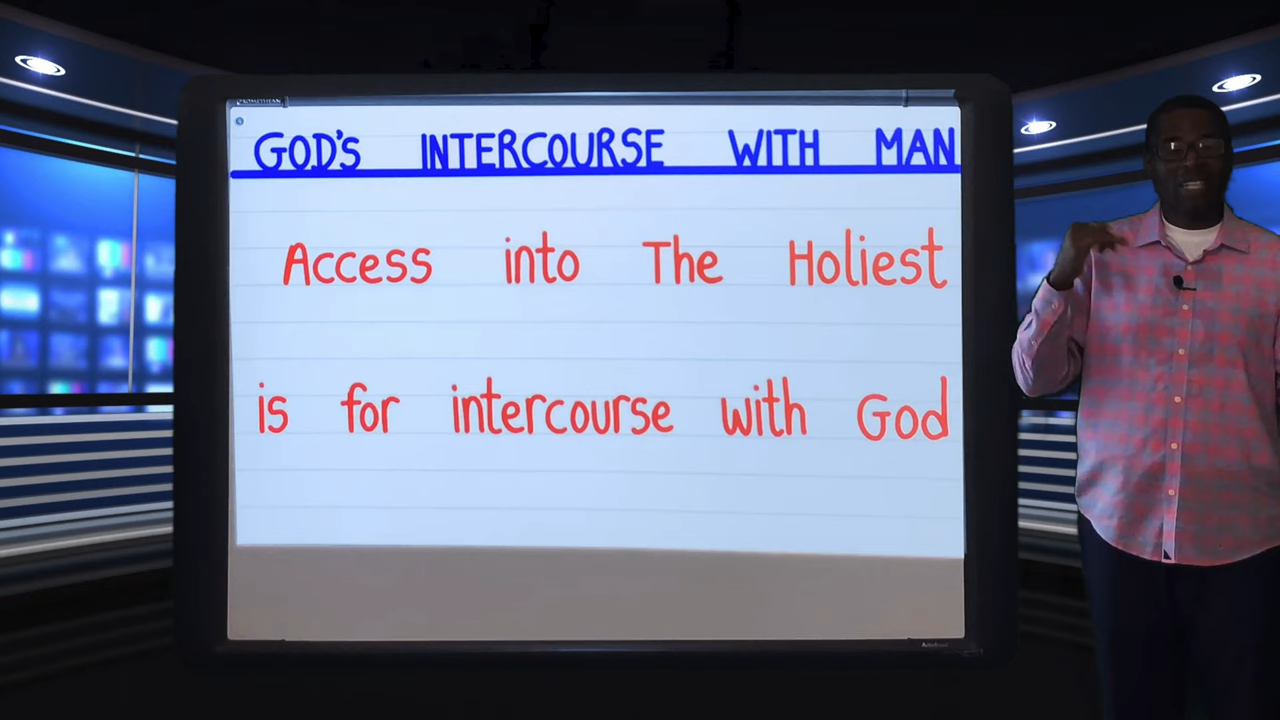 GOD'S INTERCOURSE WITH MAN
Access into The Holiest
is for intercourse with God